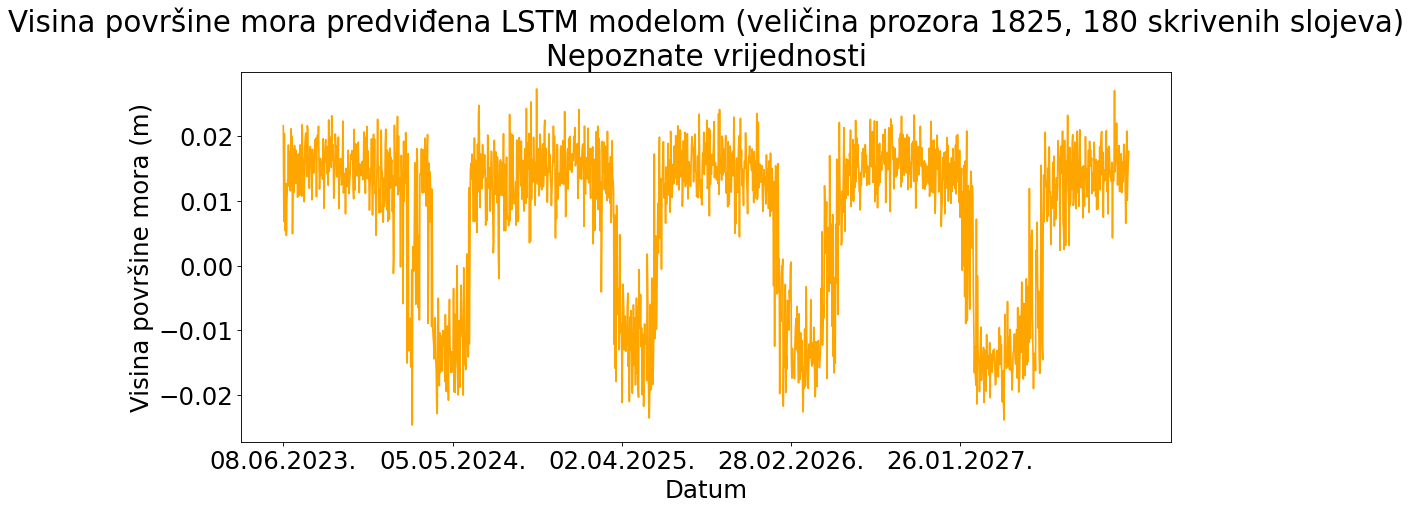 Visina površine mora predviđena LSTM modelom (veličina prozora 1825, 180 skrivenih slojeva)
Nepoznate vrijednosti
Visina površine mora (m)
0.02
0.01
0.00
−0.01
−0.02
08.06.2023. 05.05.2024. 02.04.2025. 28.02.2026. 26.01.2027.
Datum